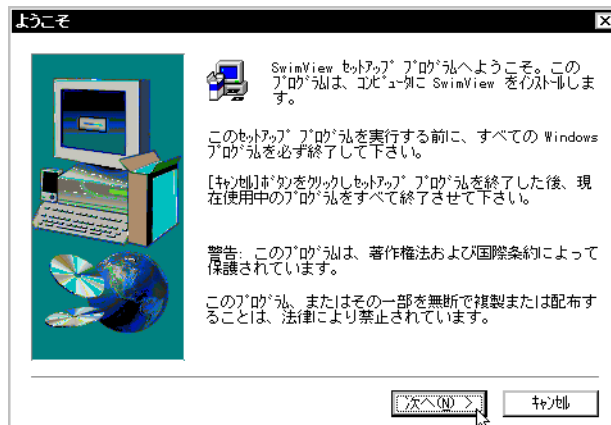 ようこそ
SwimView ｾｯﾄｱｯﾌﾟ ﾌﾟﾛｸﾞﾗﾑへようこそ。この
ﾌﾟﾛｸﾞﾗﾑは、ｺﾝﾋﾟｭｰﾀに SwimView をｲﾝｽﾄｰﾙしま
す。
このｾｯﾄｱｯﾌﾟ ﾌﾟﾛｸﾞﾗﾑを実行する前に、すべての Windows
ﾌﾟﾛｸﾞﾗﾑを必ず終了して下さい。
[ｷｬﾝｾﾙ]ﾎﾞﾀﾝをｸﾘｯｸしｾｯﾄｱｯﾌﾟ ﾌﾟﾛｸﾞﾗﾑを終了した後、現
在使用中のﾌﾟﾛｸﾞﾗﾑをすべて終了させて下さい。
警告: このﾌﾟﾛｸﾞﾗﾑは、著作権法および国際条約によって
保護されています。
このﾌﾟﾛｸﾞﾗﾑ、またはその一部を無断で複製または配布す
ることは、法律により禁止されています。
次へ(N) >
ｷｬﾝｾﾙ